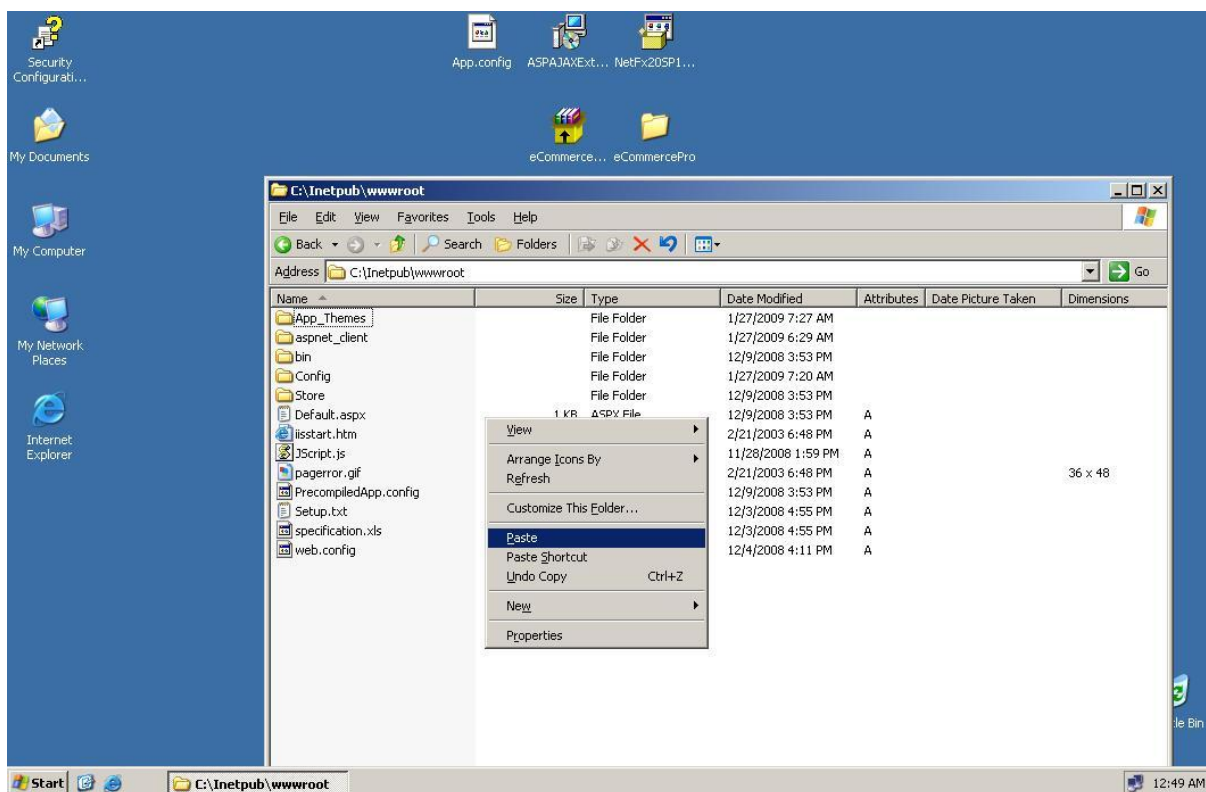 Security
Configurati...
App.config ASPAJAXExt... NetFx20SP1...
My Documents
eCommerce... eCommercePro
My Computer
My Network
Places
Internet
Explorer
C:\Inetpub\wwwroot
File Edit View Favorites Tools Help
Back Search Folders
Address C:\Inetpub\wwwroot Go
Name Size Type Date Modified Attributes Date Picture Taken Dimensions
App_Themes File Folder 1/27/2009 7:27 AM
aspnet_client File Folder 1/27/2009 6:29 AM
bin File Folder 12/9/2008 3:53 PM
Config File Folder 1/27/2009 7:20 AM
Store File Folder 12/9/2008 3:53 PM
Default.aspx 1 KB ASPX File 12/9/2008 3:53 PM A
iisstart.htm 2/21/2003 6:48 PM A
JScript.js 11/28/2008 1:59 PM A
pagerror.gif 2/21/2003 6:48 PM A 36 x 48
PrecompiledApp.config 12/9/2008 3:53 PM A
Setup.txt 12/3/2008 4:55 PM A
specification.xls 12/3/2008 4:55 PM A
web.config 12/4/2008 4:11 PM A
View
Arrange Icons By
Refresh
Customize This Folder...
Paste
Paste Shortcut
Undo Copy Ctrl+Z
New
Properties
le Bin
Start C:\Inetpub\wwwroot 12:49 AM